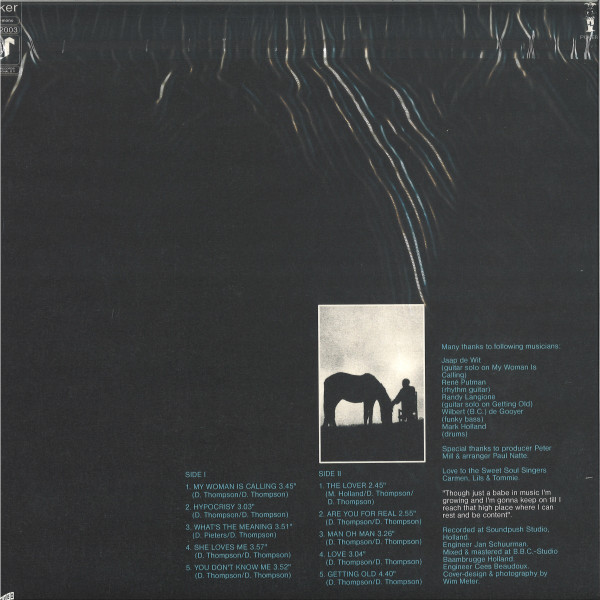 ker
2003
SIDE I
1. MY WOMAN IS CALLING 3.45"
(D. Thompson/D. Thompson)
2. HYPOCRISY 3.03"
(D. Thompson/D. Thompson)
3. WHAT'S THE MEANING 3.51"
(D. Pieters/D. Thompson)
4. SHE LOVES ME 3.57"
(D. Thompson/D. Thompson)
5. YOU DON'T KNOW ME 3.52"
(D. Thompson/D. Thompson)
SIDE II
1. THE LOVER 2.45"
(M. Holland/D. Thompson/
D. Thompson)
2. ARE YOU FOR REAL 2.55"
(D. Thompson/D. Thompson)
3. MAN OH MAN 3.26"
(D. Thompson/D. Thompson)
4. LOVE 3.04"
(D. Thompson/D. Thompson)
5. GETTING OLD 4.40"
(D. Thompson/D. Thompson)
Many thanks to following musicians:
Jaap de Wit
(guitar solo on My Woman Is
Calling)
René Pulman
(rhythm guitar)
Randy Langione
(guitar solo on Getting Old)
Wilbert (B.C.) de Gooyer
(funky bass)
Mark Holland
(drums)
Special thanks to producer Peter
Mill & arranger Paul Natte.
Love to the Sweet Soul Singers
Carmen, Lils & Tommie.
"Though just a babe in music I'm
growing and I'm gonna keep on till I
reach that high place where I can
rest and be content".
Recorded at Soundpush Studio,
Holland.
Engineer Jan Schuurman.
Mixed & mastered at B.B.C.-Studio
Baambrugge Holland.
Engineer Cees Beaudoux.
Cover-design & photography by
Wim Meter.